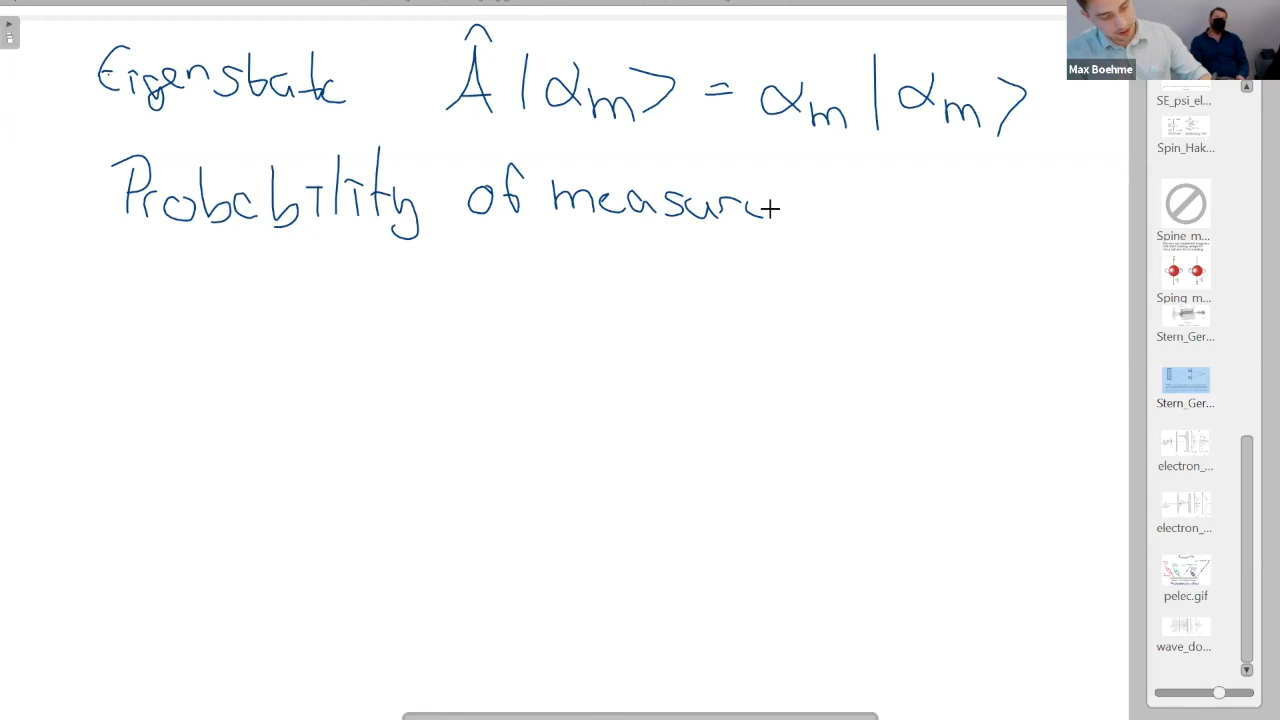 Max Boehme
Eigenstate Â |α_m⟩ = α_m |α_m⟩
Probability of measur
SE_psi_el...
Spin_Hak...
Spine_m...
Sping_m...
Stern_Ger...
Stern_Ger...
electron_...
electron_...
pelec.gif
wave_do...